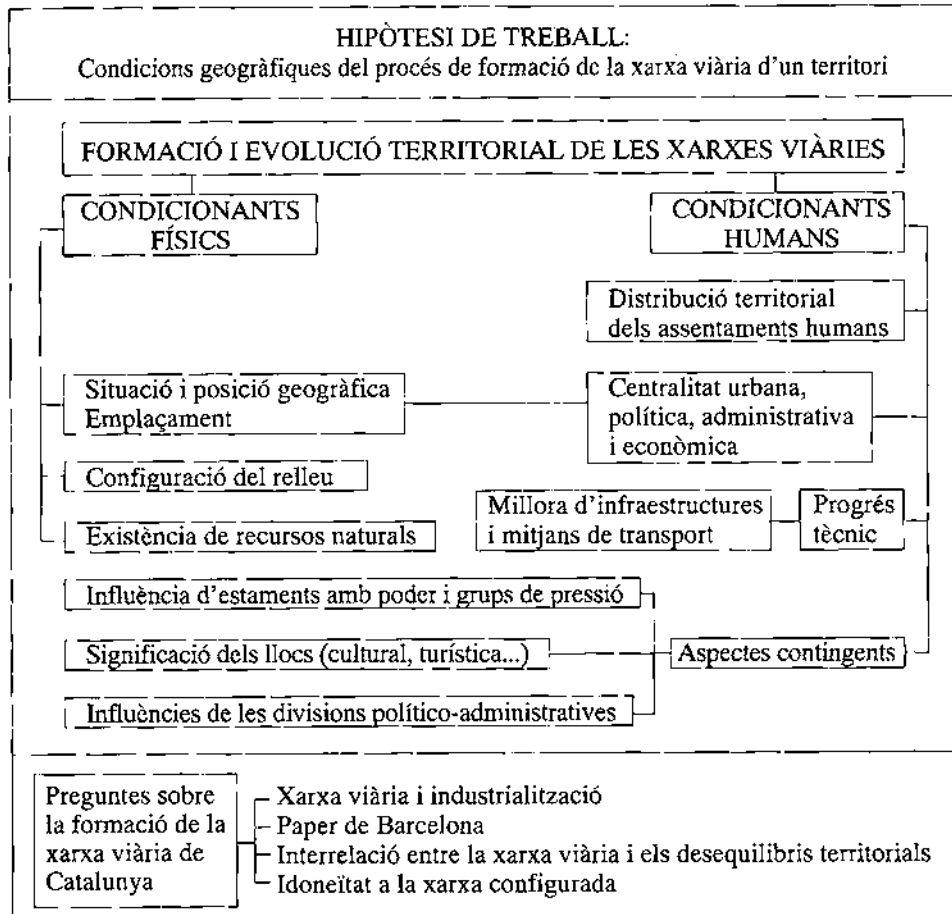 HIPÒTESI DE TREBALL:
Condicions geogràfiques del procés de formació de la xarxa viària d'un territori
FORMACIÓ I EVOLUCIÓ TERRITORIAL DE LES XARXES VIÀRIES
CONDICIONANTS
FÍSICS
CONDICIONANTS
HUMANS
Distribució territorial
dels assentaments humans
Situació i posició geogràfica
Emplaçament
Centralitat urbana,
política, administrativa
i econòmica
Configuració del relleu
Existència de recursos naturals
Millora d'infraestructures
i mitjans de transport
Progrés
tècnic
Influència d'estaments amb poder i grups de pressió
Significació dels llocs (cultural, turística...)
Aspectes contingents
Influències de les divisions político-administratives
Preguntes sobre
la formació de la
xarxa viària de
Catalunya
Xarxa viària i industrialització
Paper de Barcelona
Interrelació entre la xarxa viària i els desequilibris territorials
Idoneïtat a la xarxa configurada